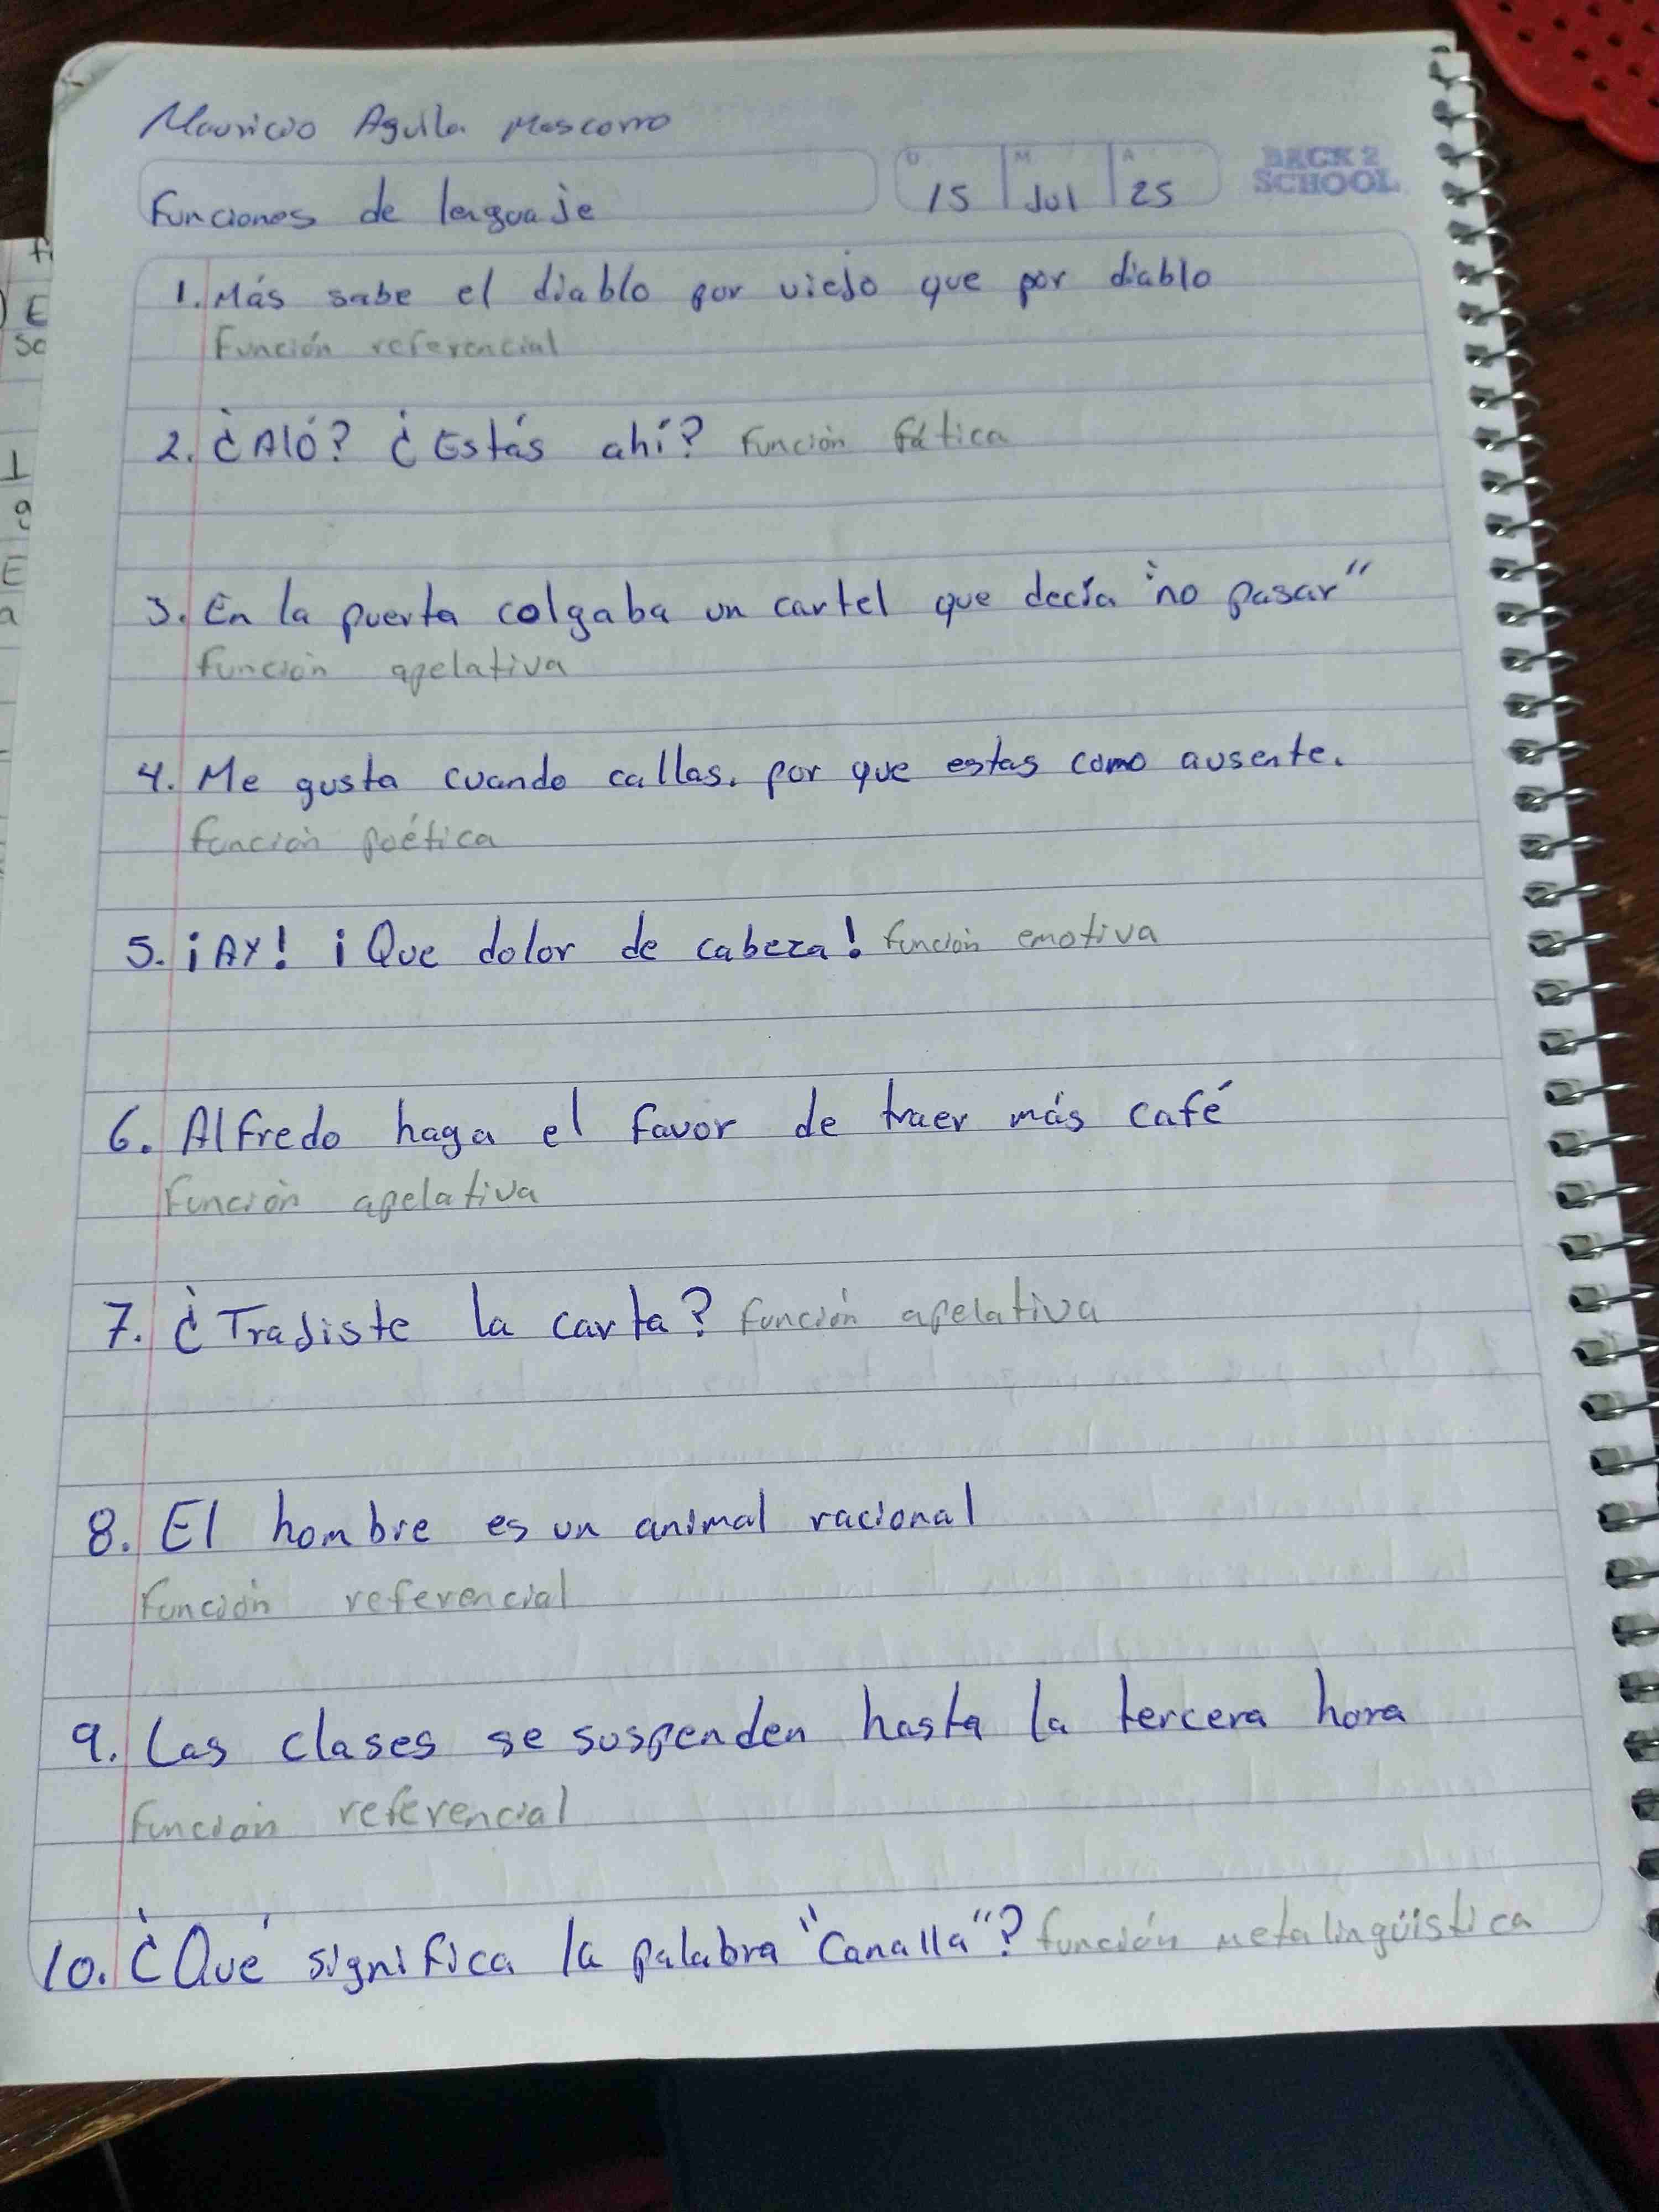 Mauricio Aguila Mascorro
BACK 2
SCHOOL
Funciones de lenguaje
D 15 M Jul A 25
1. Más sabe el diablo por viejo que por diablo
Función referencial
2. ¿Aló? ¿Estás ahí? Función fática
3. En la puerta colgaba un cartel que decía "no pasar"
función apelativa
4. Me gusta cuando callas. por que estas como ausente.
función poética
5. ¡AY! ¡Que dolor de cabeza! función emotiva
6. Alfredo haga el favor de traer más café
Función apelativa
7. ¿Trajiste la carta? función apelativa
8. El hombre es un animal racional
Función referencial
9. Las clases se suspenden hasta la tercera hora
función referencial
10. ¿Qué significa la palabra "Canalla"? función metalingüistica